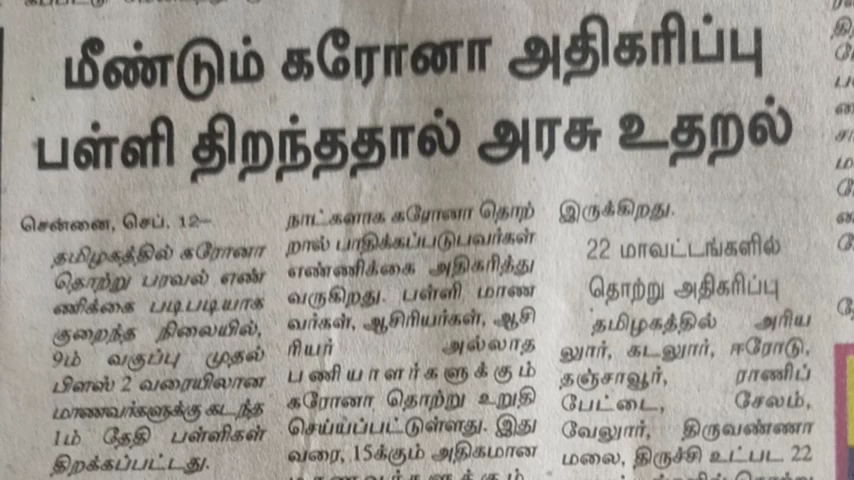 மீண்டும் கரோனா அதிகரிப்பு
பள்ளி திறந்ததால் அரசு உதறல்
சென்னை, செப். 12–
தமிழகத்தில் கரோனா
தொற்று பரவல் எண்
ணிக்கை படிபடியாக
குறைந்த நிலையில்,
9ம் வகுப்பு முதல்
பிளஸ் 2 வரையிலான
மாணவர்களுக்கு கடந்த
1ம் தேதி பள்ளிகள்
திறக்கப்பட்டது.
நாட்களாக கரோனா தொற்
றால் பாதிக்கப்படுபவர்கள்
எண்ணிக்கை அதிகரித்து
வருகிறது. பள்ளி மாண
வர்கள், ஆசிரியர்கள், ஆசி
ரியர் அல்லாத
பணியாளர்களுக்கும்
கரோனா தொற்று உறுதி
செய்யப்பட்டுள்ளது. இது
வரை, 15க்கும் அதிகமான
இருக்கிறது.
22 மாவட்டங்களில்
தொற்று அதிகரிப்பு
தமிழகத்தில் அரிய
லூர், கடலூர், ஈரோடு,
தஞ்சாவூர், ராணிப்
பேட்டை, சேலம்,
வேலூர், திருவண்ணா
மலை, திருச்சி உட்பட 22